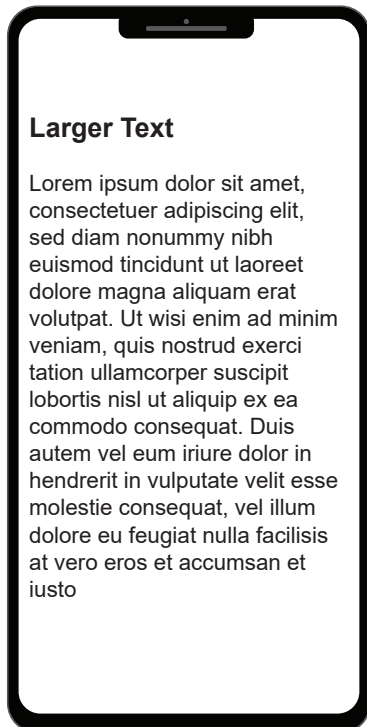 Larger Text
Lorem ipsum dolor sit amet,
consectetuer adipiscing elit,
sed diam nonummy nibh
euismod tincidunt ut laoreet
dolore magna aliquam erat
volutpat. Ut wisi enim ad minim
veniam, quis nostrud exerci
tation ullamcorper suscipit
lobortis nisl ut aliquip ex ea
commodo consequat. Duis
autem vel eum iriure dolor in
hendrerit in vulputate velit esse
molestie consequat, vel illum
dolore eu feugiat nulla facilisis
at vero eros et accumsan et
iusto